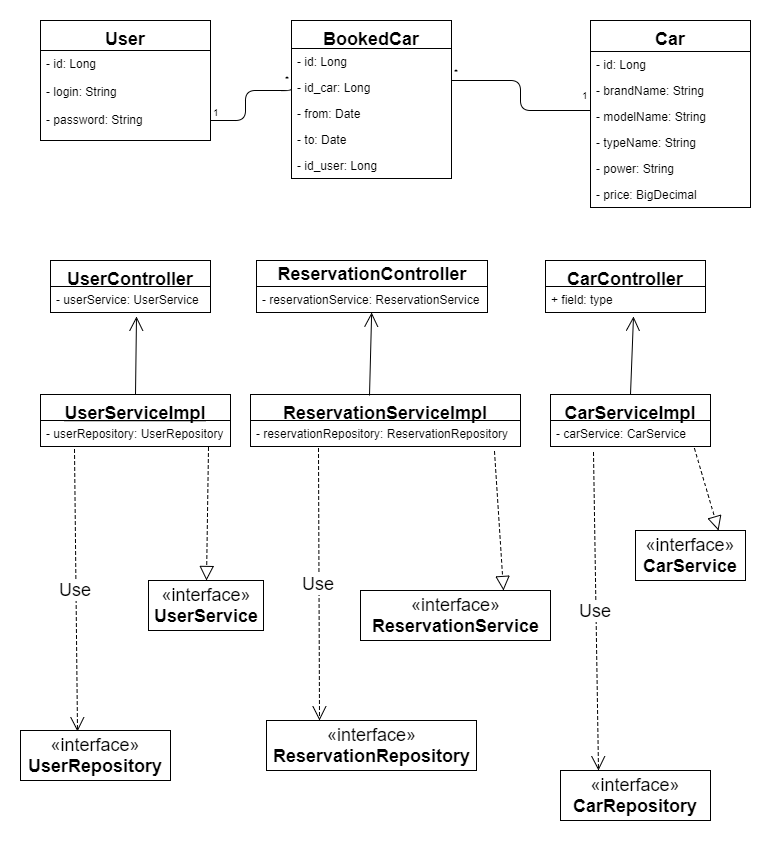 User
- id: Long
- login: String
- password: String
1
*
BookedCar
- id: Long
- id_car: Long
- from: Date
- to: Date
- id_user: Long
*
1
Car
- id: Long
- brandName: String
- modelName: String
- typeName: String
- power: String
- price: BigDecimal
UserController
- userService: UserService
ReservationController
- reservationService: ReservationService
CarController
+ field: type
UserServiceImpl
- userRepository: UserRepository
ReservationServiceImpl
- reservationRepository: ReservationRepository
CarServiceImpl
- carService: CarService
«interface»
CarService
Use
«interface»
UserService
Use
«interface»
ReservationService
Use
«interface»
UserRepository
«interface»
ReservationRepository
«interface»
CarRepository